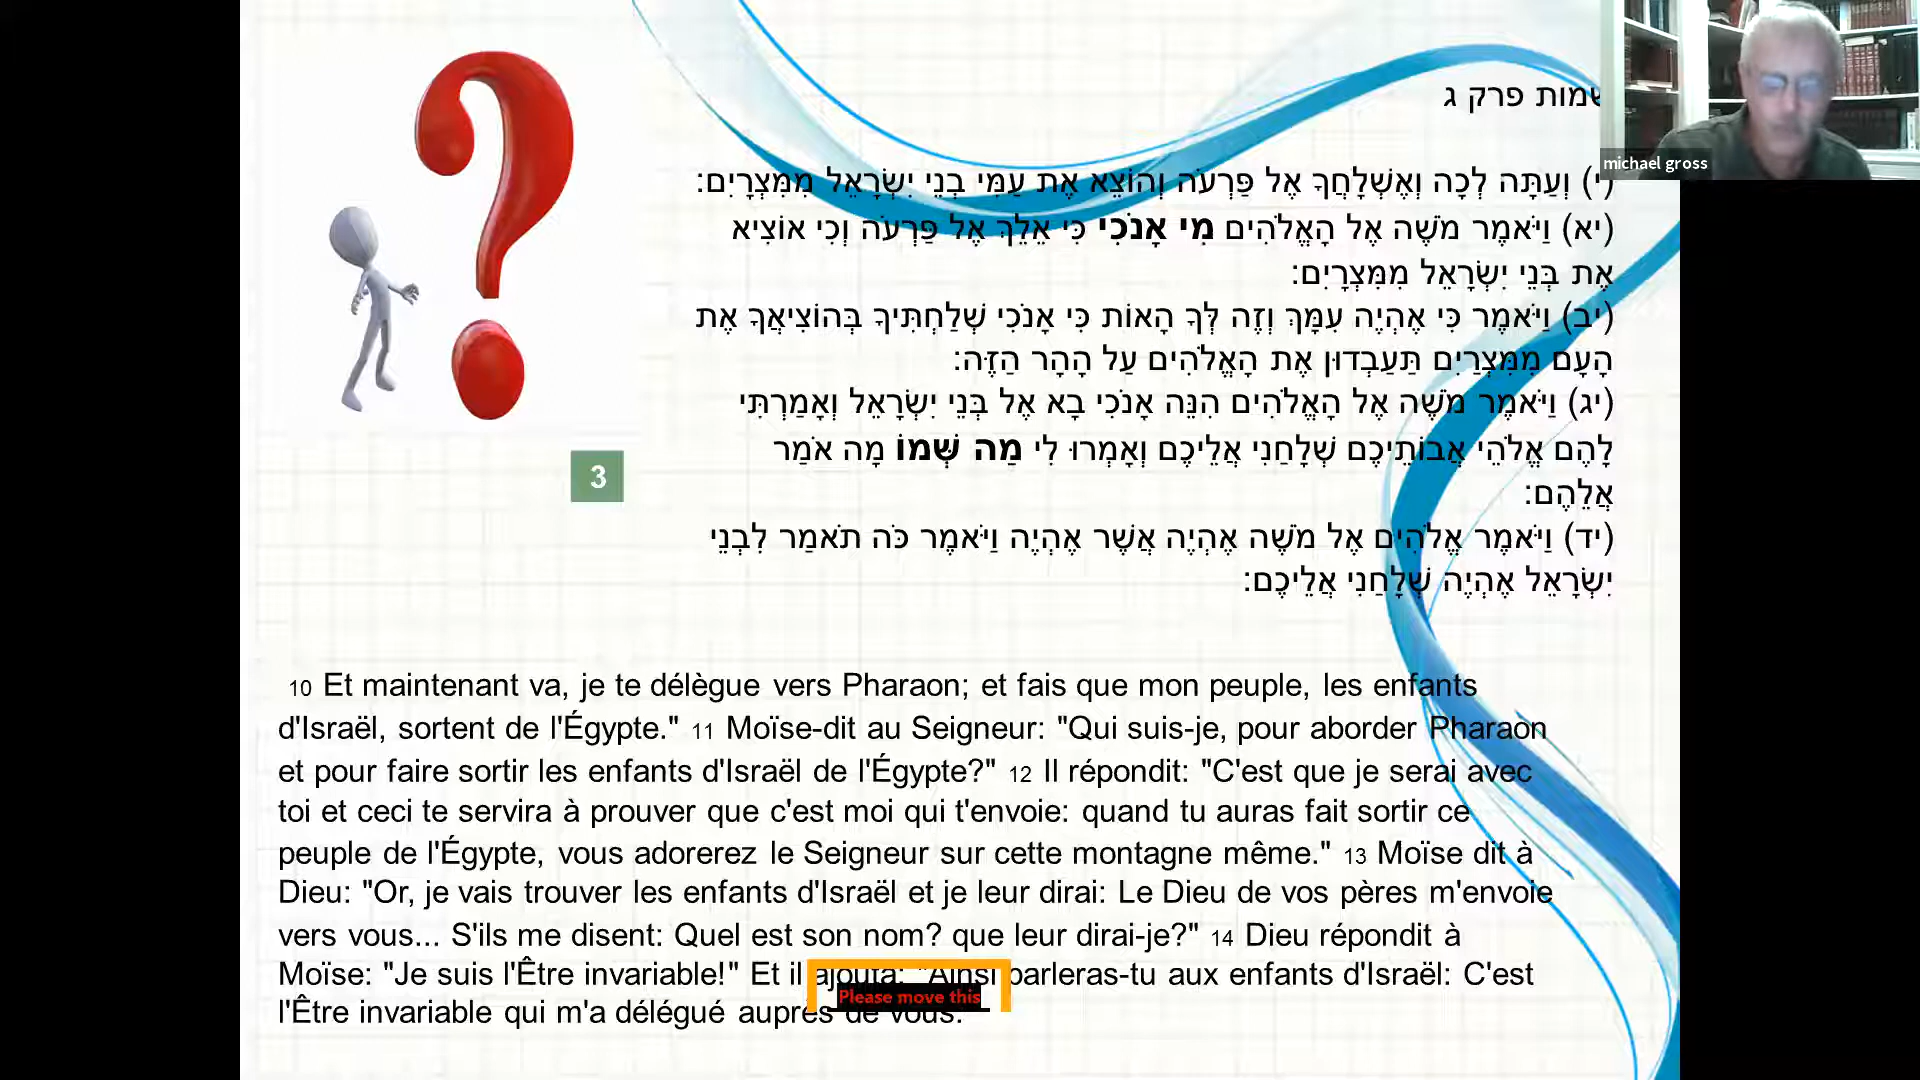 שמות פרק ג
(י) וְעַתָּה לְכָה וְאֶשְׁלָחֲךָ אֶל פַּרְעֹה וְהוֹצֵא אֶת עַמִּי בְנֵי יִשְׂרָאֵל מִמִּצְרָיִם:
(יא) וַיֹּאמֶר מֹשֶׁה אֶל הָאֱלֹהִים מִי אָנֹכִי כִּי אֵלֵךְ אֶל פַּרְעֹה וְכִי אוֹצִיא
אֶת בְּנֵי יִשְׂרָאֵל מִמִּצְרָיִם:
(יב) וַיֹּאמֶר כִּי אֶהְיֶה עִמָּךְ וְזֶה לְּךָ הָאוֹת כִּי אָנֹכִי שְׁלַחְתִּיךָ בְּהוֹצִיאֲךָ אֶת
הָעָם מִמִּצְרַיִם תַּעַבְדוּן אֶת הָאֱלֹהִים עַל הָהָר הַזֶּה:
(יג) וַיֹּאמֶר מֹשֶׁה אֶל הָאֱלֹהִים הִנֵּה אָנֹכִי בָא אֶל בְּנֵי יִשְׂרָאֵל וְאָמַרְתִּי
לָהֶם אֱלֹהֵי אֲבוֹתֵיכֶם שְׁלָחַנִי אֲלֵיכֶם וְאָמְרוּ לִי מַה שְּׁמוֹ מָה אֹמַר
אֲלֵהֶם:
(יד) וַיֹּאמֶר אֱלֹהִים אֶל מֹשֶׁה אֶהְיֶה אֲשֶׁר אֶהְיֶה וַיֹּאמֶר כֹּה תֹאמַר לִבְנֵי
יִשְׂרָאֵל אֶהְיֶה שְׁלָחַנִי אֲלֵיכֶם:
michael gross
3
10 Et maintenant va, je te délègue vers Pharaon; et fais que mon peuple, les enfants
d'Israël, sortent de l'Égypte." 11 Moïse-dit au Seigneur: "Qui suis-je, pour aborder Pharaon
et pour faire sortir les enfants d'Israël de l'Égypte?" 12 Il répondit: "C'est que je serai avec
toi et ceci te servira à prouver que c'est moi qui t'envoie: quand tu auras fait sortir ce
peuple de l'Égypte, vous adorerez le Seigneur sur cette montagne même." 13 Moïse dit à
Dieu: "Or, je vais trouver les enfants d'Israël et je leur dirai: Le Dieu de vos pères m'envoie
vers vous... S'ils me disent: Quel est son nom? que leur dirai-je?" 14 Dieu répondit à
Moïse: "Je suis l'Être invariable!" Et il ajouta: "Ainsi parleras-tu aux enfants d'Israël: C'est
l'Être invariable qui m'a délégué auprès de vous.
Please move this